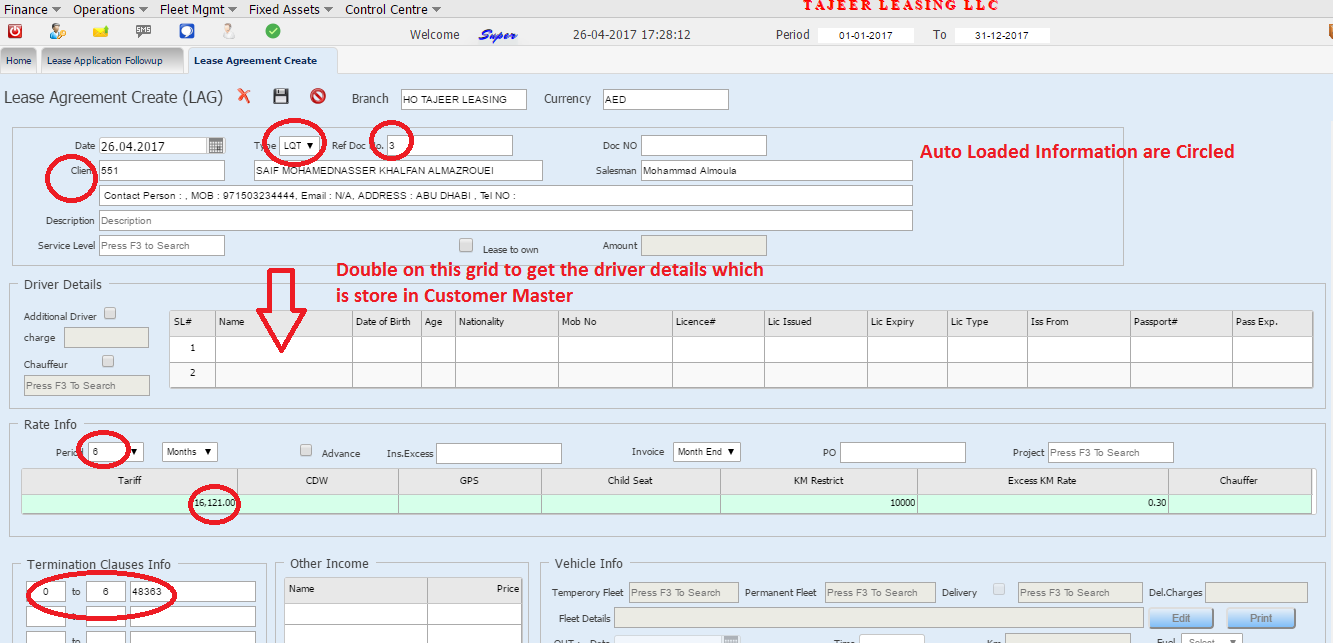 TAJEER LEASING LLC
Finance Operations Fleet Mgmt Fixed Assets Control Centre
SMS Welcome Super 26-04-2017 17:28:12 Period 01-01-2017 To 31-12-2017
Home Lease Application Followup Lease Agreement Create
Lease Agreement Create (LAG) Branch HO TAJEER LEASING Currency AED
Date 26.04.2017 Type LQT Ref Doc No. 3 Doc NO
Auto Loaded Information are Circled
Client 551 SAIF MOHAMEDNASSER KHALFAN ALMAZROUEI Salesman Mohammad Almoula
Contact Person : , MOB : 971503234444, Email : N/A, ADDRESS : ABU DHABI , Tel NO :
Description Description
Service Level Press F3 to Search Lease to own Amount
Double on this grid to get the driver details which
is store in Customer Master
Driver Details
Additional Driver
charge
Chauffeur
Press F3 To Search
SL# Name Date of Birth Age Nationality Mob No Licence# Lic Issued Lic Expiry Lic Type Iss From Passport# Pass Exp.
1
2
Rate Info
Period 6 Months Advance Ins.Excess Invoice Month End PO Project Press F3 To Search
Tariff CDW GPS Child Seat KM Restrict Excess KM Rate Chauffer
16,121.00 10000 0.30
Termination Clauses Info
0 to 6 48363
to
to
Other Income
Name Price
Vehicle Info
Temperory Fleet Press F3 To Search Permanent Fleet Press F3 To Search Delivery Press F3 To Search Del.Charges
Fleet Details Edit Print
OUT : Date Time Km Fuel Select